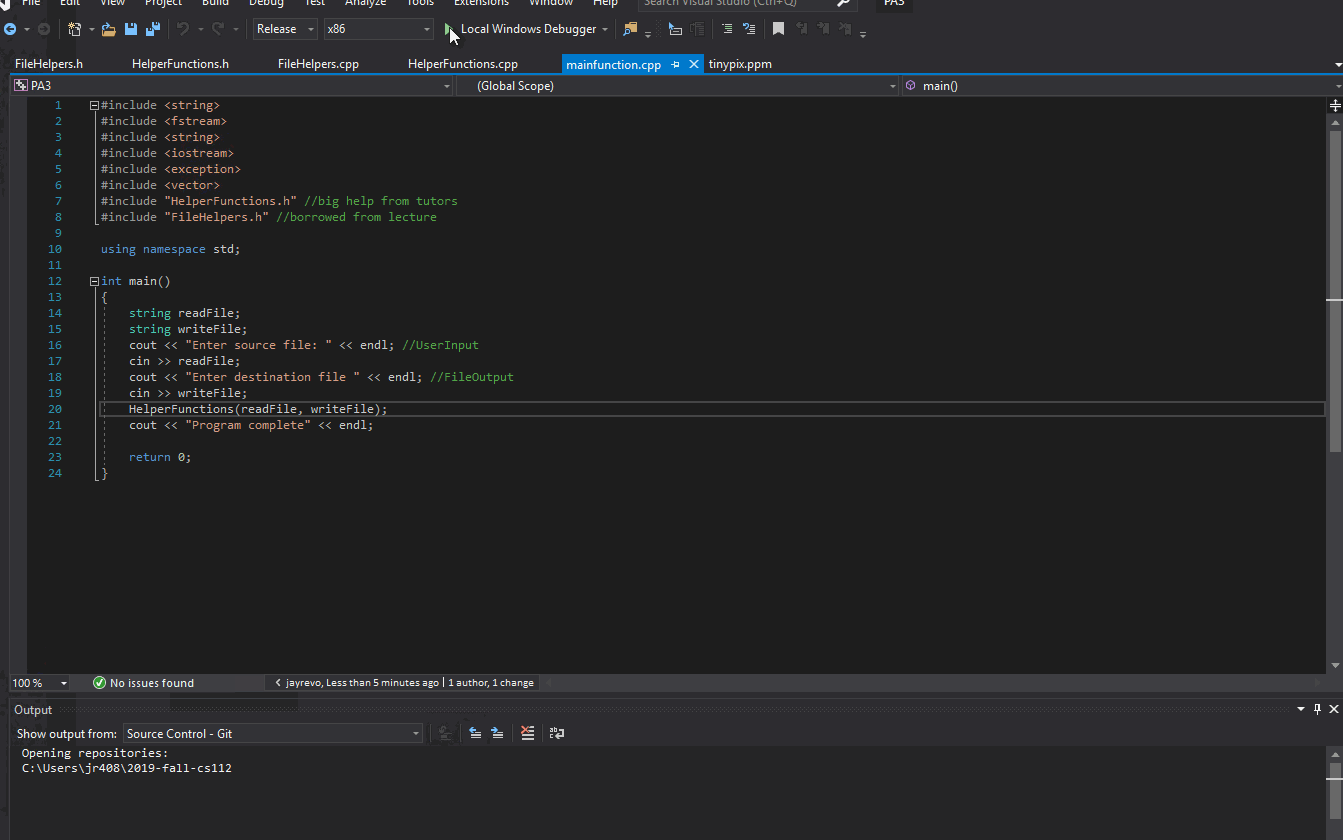 File Edit View Project Build Debug Test Analyze Tools Extensions Window Help Search Visual Studio (Ctrl+Q) PA3
Release x86 Local Windows Debugger
FileHelpers.h HelperFunctions.h FileHelpers.cpp HelperFunctions.cpp mainfunction.cpp tinypix.ppm
PA3 (Global Scope) main()
1 #include <string>
2 #include <fstream>
3 #include <string>
4 #include <iostream>
5 #include <exception>
6 #include <vector>
7 #include "HelperFunctions.h" //big help from tutors
8 #include "FileHelpers.h" //borrowed from lecture
9
10 using namespace std;
11
12 int main()
13 {
14 string readFile;
15 string writeFile;
16 cout << "Enter source file: " << endl; //UserInput
17 cin >> readFile;
18 cout << "Enter destination file " << endl; //FileOutput
19 cin >> writeFile;
20 HelperFunctions(readFile, writeFile);
21 cout << "Program complete" << endl;
22
23 return 0;
24 }
100 % No issues found jayrevo, Less than 5 minutes ago | 1 author, 1 change
Output
Show output from: Source Control - Git
Opening repositories:
C:\Users\jr408\2019-fall-cs112